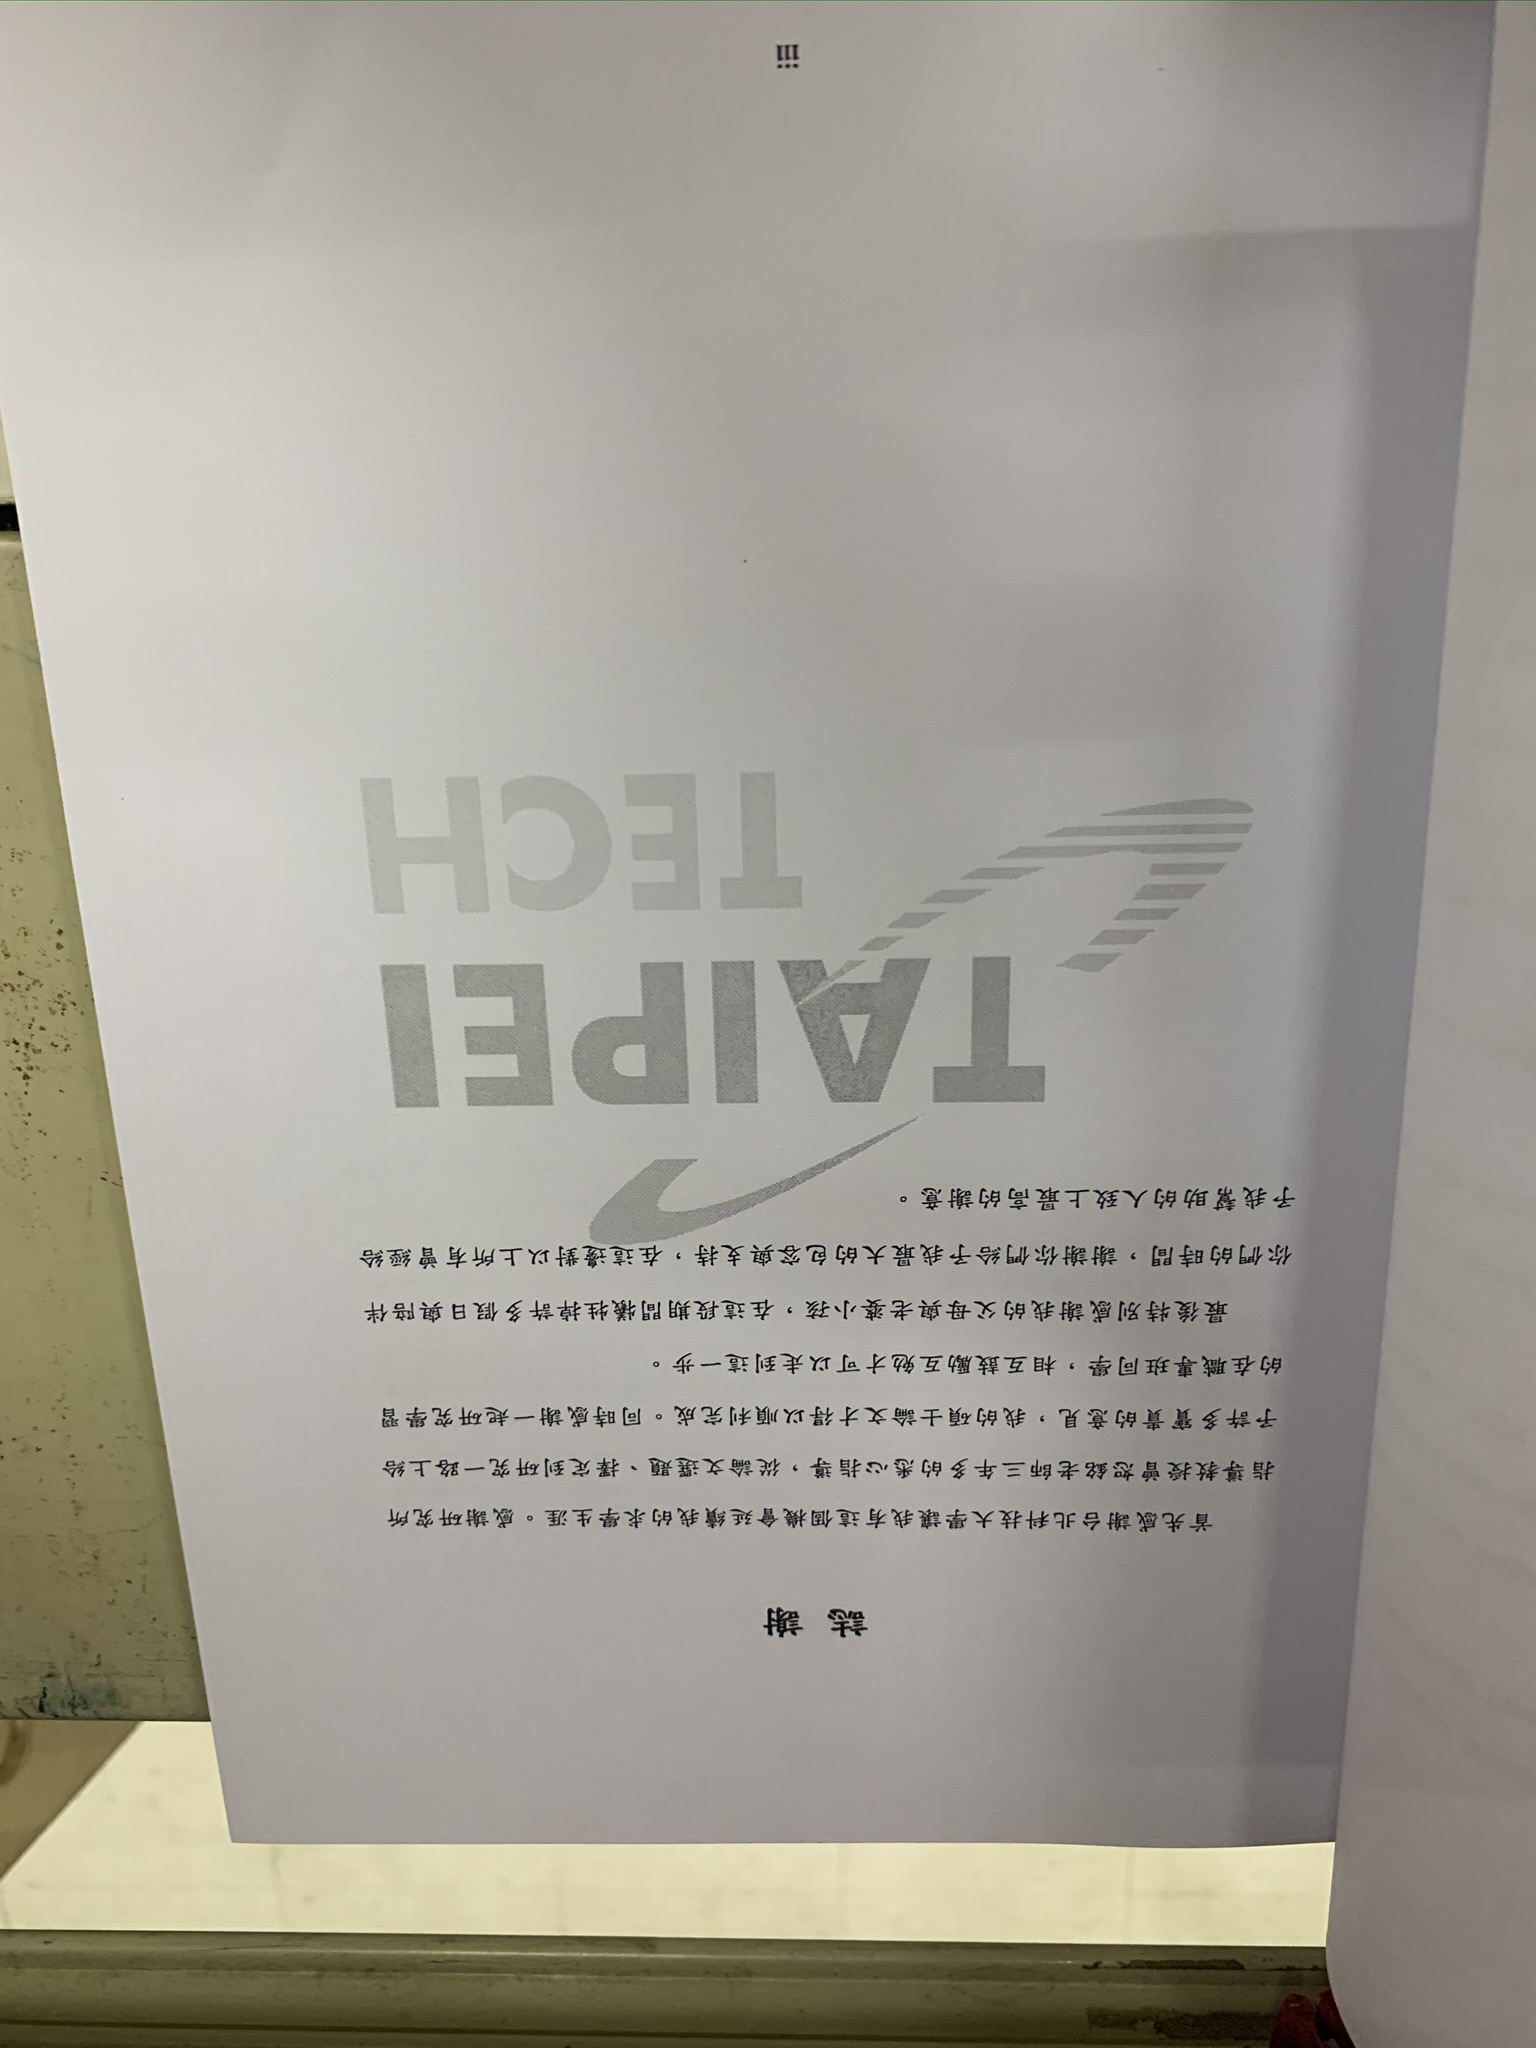 誌 謝
首先感謝台北科技大學讓我有這個機會延續我的求學生涯。感謝研究所
指導教授曾恕銘老師三年多的悉心指導,從論文選題、擇定到研究一路上給
予許多寶貴的意見,我的碩士論文才得以順利完成。同時感謝一起研究學習
的在職專班同學,相互鼓勵互勉才可以走到這一步。
最後特別感謝我的父母與老婆小孩,在這段期間犧牲掉許多假日與陪伴
你們的時間,謝謝你們給予我最大的包容與支持,在這邊對以上所有曾經給
予我幫助的人致上最高的謝意。
TAIPEI
TECH
iii